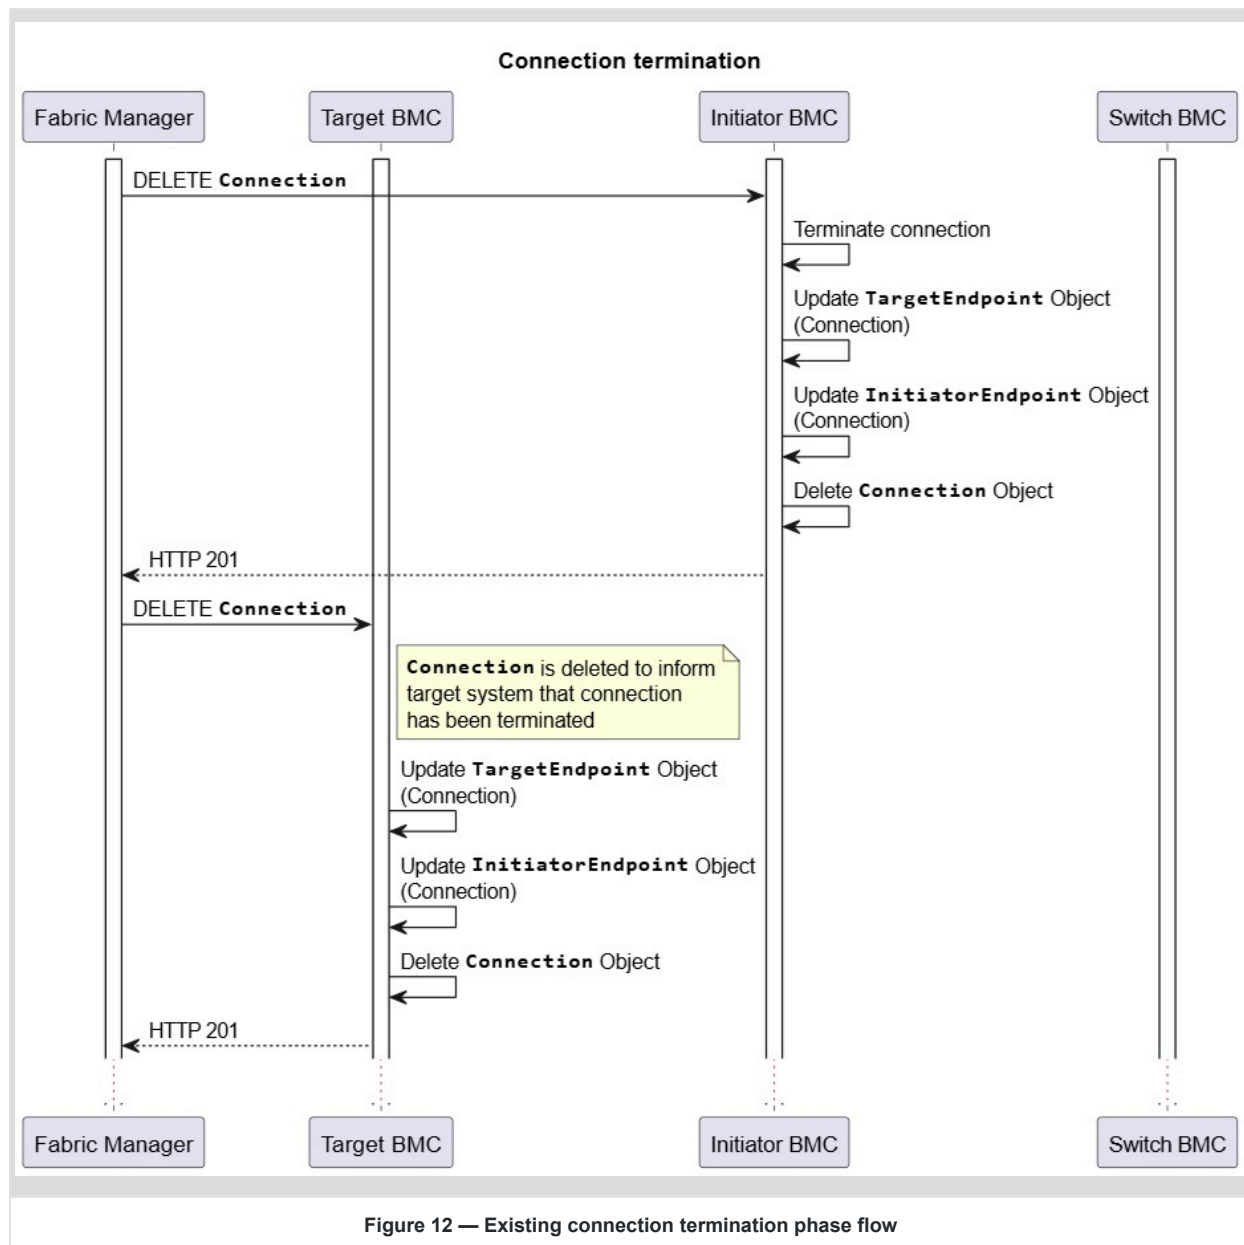 Connection termination
Fabric Manager
Target BMC
Initiator BMC
Switch BMC
DELETE Connection
Terminate connection
Update TargetEndpoint Object
(Connection)
Update InitiatorEndpoint Object
(Connection)
Delete Connection Object
HTTP 201
DELETE Connection
Connection is deleted to inform
target system that connection
has been terminated
Update TargetEndpoint Object
(Connection)
Update InitiatorEndpoint Object
(Connection)
Delete Connection Object
HTTP 201
Fabric Manager
Target BMC
Initiator BMC
Switch BMC
Figure 12 — Existing connection termination phase flow